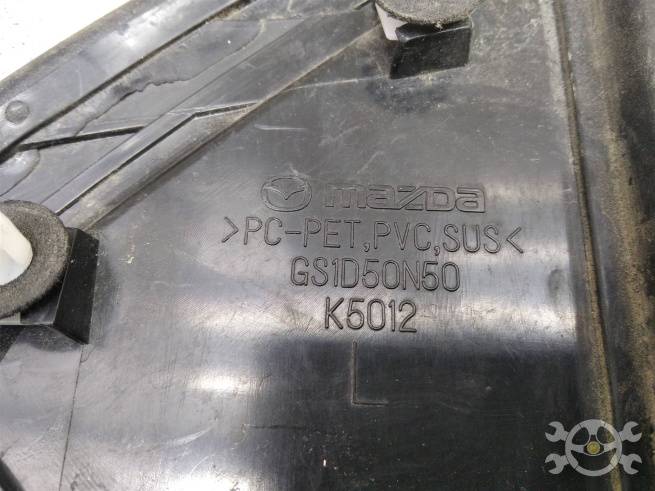 mazda
>PC-PET,PVC,SUS<
GS1D50N50
K5012
L